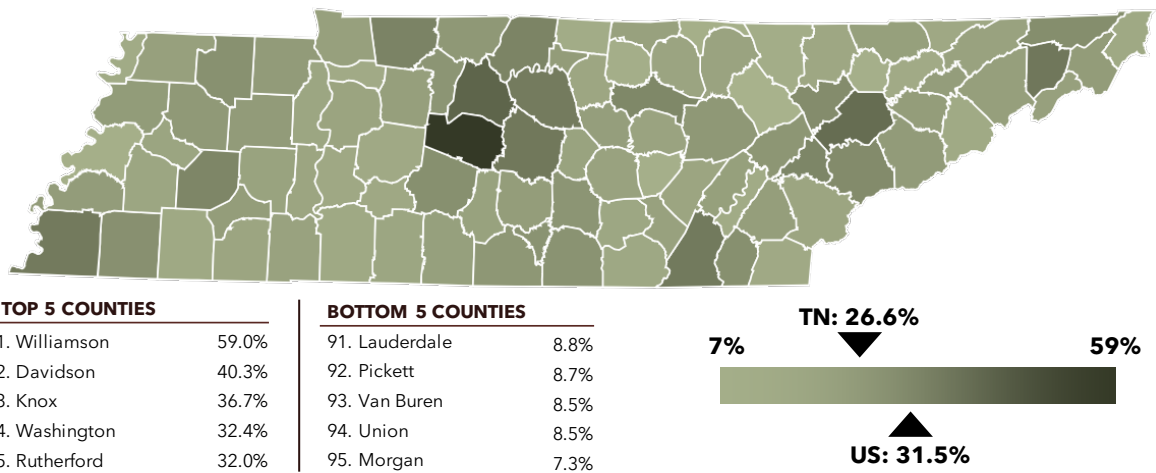 TOP 5 COUNTIES
1. Williamson 59.0%
2. Davidson 40.3%
3. Knox 36.7%
4. Washington 32.4%
5. Rutherford 32.0%
BOTTOM 5 COUNTIES
91. Lauderdale 8.8%
92. Pickett 8.7%
93. Van Buren 8.5%
94. Union 8.5%
95. Morgan 7.3%
TN: 26.6%
7% 59%
US: 31.5%